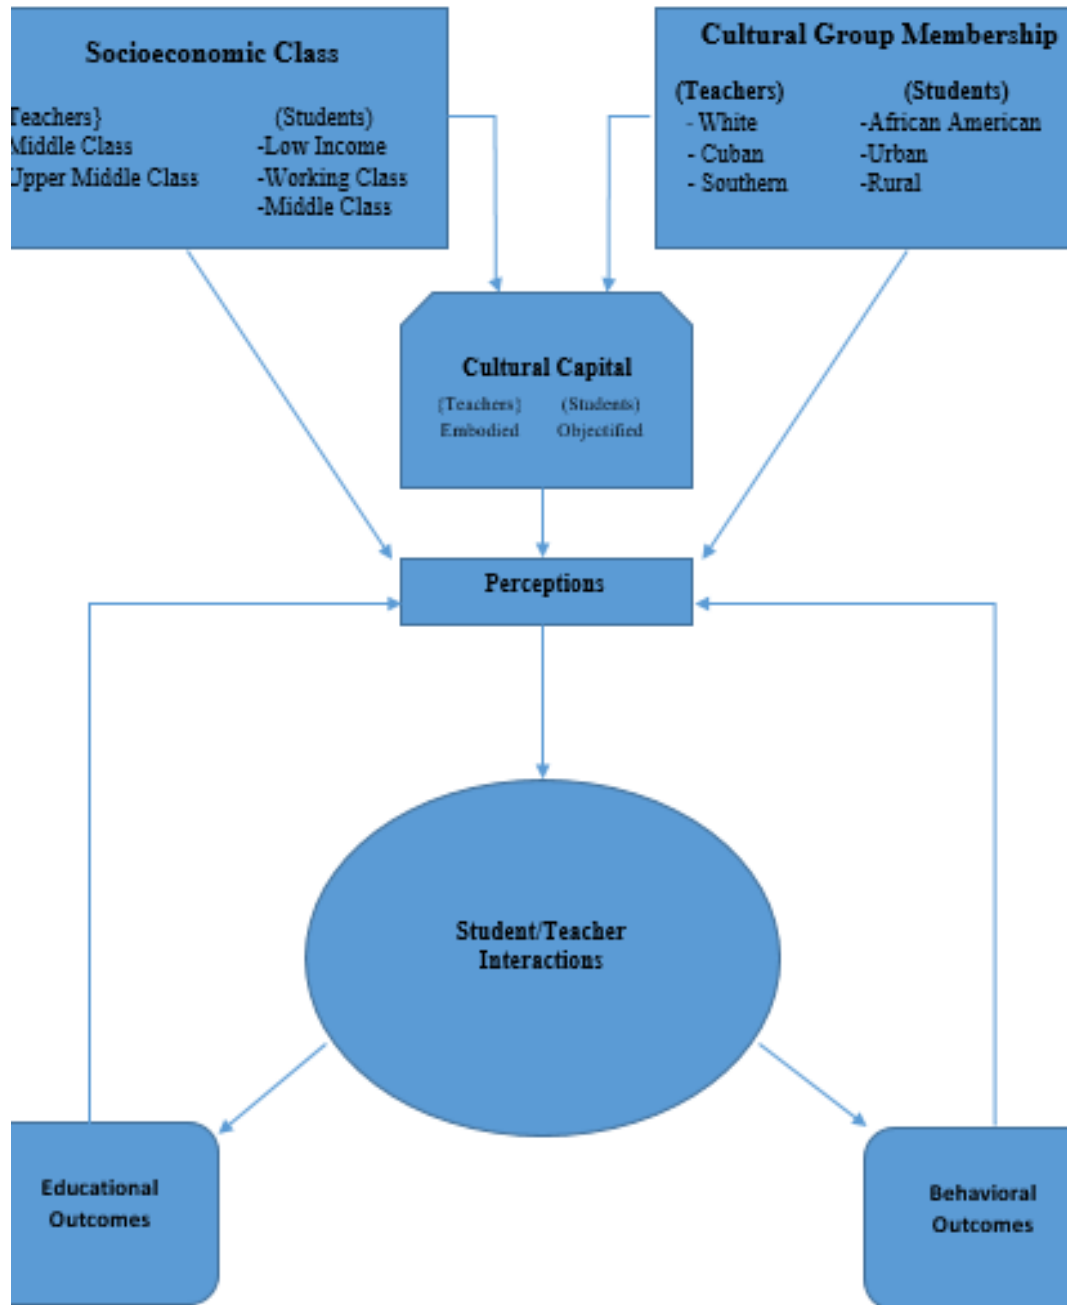 Socioeconomic Class
Teachers} (Students)
Middle Class -Low Income
Upper Middle Class -Working Class
-Middle Class
Cultural Group Membership
(Teachers) (Students)
- White -African American
- Cuban -Urban
- Southern -Rural
Cultural Capital
{Teachers} (Students)
Embodied Objectified
Perceptions
Student/Teacher
Interactions
Educational
Outcomes
Behavioral
Outcomes